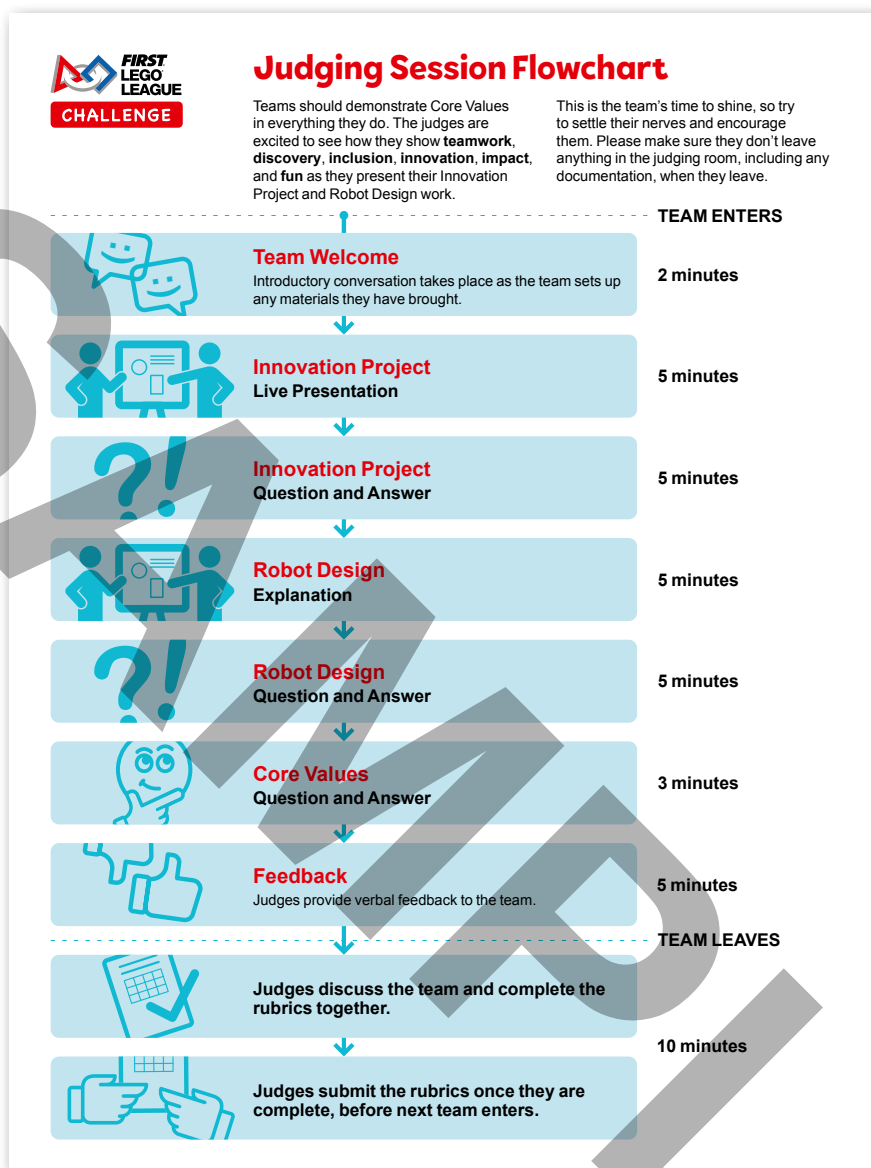 FIRST
LEGO
LEAGUE
CHALLENGE
Judging Session Flowchart
Teams should demonstrate Core Values
in everything they do. The judges are
excited to see how they show teamwork,
discovery, inclusion, innovation, impact,
and fun as they present their Innovation
Project and Robot Design work.
This is the team’s time to shine, so try
to settle their nerves and encourage
them. Please make sure they don’t leave
anything in the judging room, including any
documentation, when they leave.
TEAM ENTERS
Team Welcome
Introductory conversation takes place as the team sets up
any materials they have brought.
2 minutes
Innovation Project
Live Presentation
5 minutes
Innovation Project
Question and Answer
5 minutes
Robot Design
Explanation
5 minutes
Robot Design
Question and Answer
5 minutes
Core Values
Question and Answer
3 minutes
Feedback
Judges provide verbal feedback to the team.
5 minutes
TEAM LEAVES
Judges discuss the team and complete the
rubrics together.
10 minutes
Judges submit the rubrics once they are
complete, before next team enters.